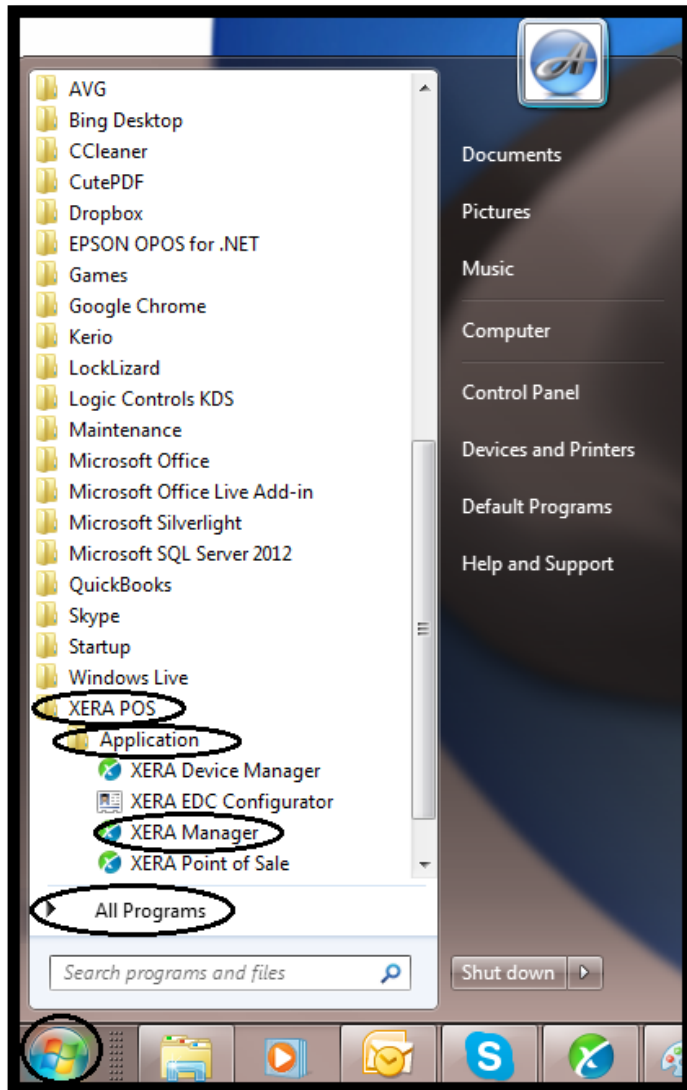 AVG
Bing Desktop
CCleaner
CutePDF
Dropbox
EPSON OPOS for .NET
Games
Google Chrome
Kerio
LockLizard
Logic Controls KDS
Maintenance
Microsoft Office
Microsoft Office Live Add-in
Microsoft Silverlight
Microsoft SQL Server 2012
QuickBooks
Skype
Startup
Windows Live
XERA POS
Application
XERA Device Manager
XERA EDC Configurator
XERA Manager
XERA Point of Sale
All Programs
Search programs and files
A
Documents
Pictures
Music
Computer
Control Panel
Devices and Printers
Default Programs
Help and Support
Shut down
S